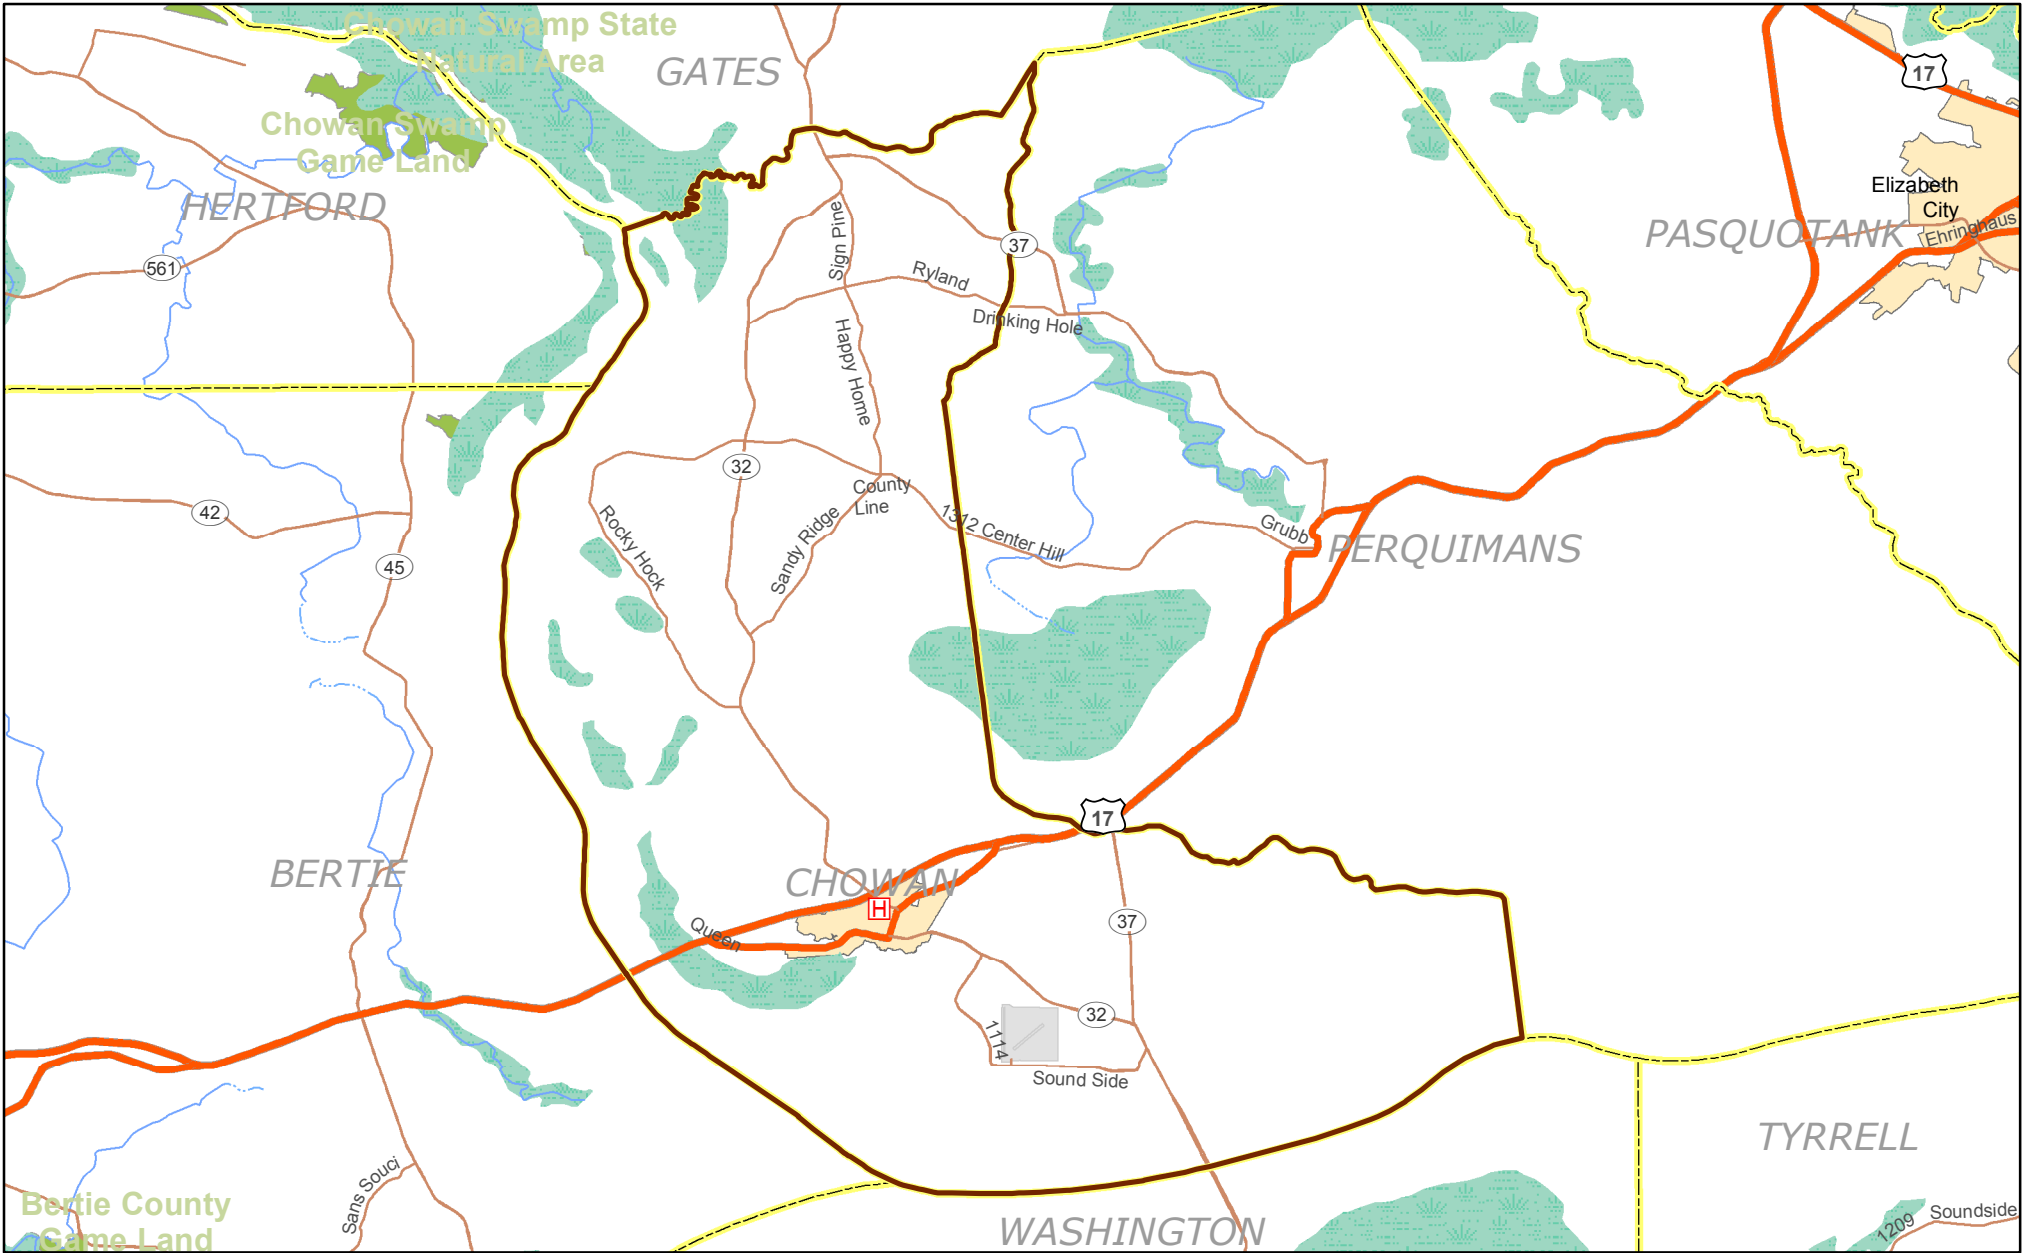 Chowan Swamp State
Natural Area
GATES
17
Chowan Swamp
Game Land
HERTFORD
Elizabeth
City
PASQUOTANK
Ehringhaus
Sign Pine
37
561
Ryland
Drinking Hole
Happy Home
32
County
Line
42
Rocky Hock
Sandy Ridge
1312 Center Hill
Grubb
PERQUIMANS
45
17
BERTIE
CHOWAN
H
Queen
37
32
1114
Sound Side
TYRRELL
Sans Souci
Bertie County
Game Land
WASHINGTON
1209
Soundside